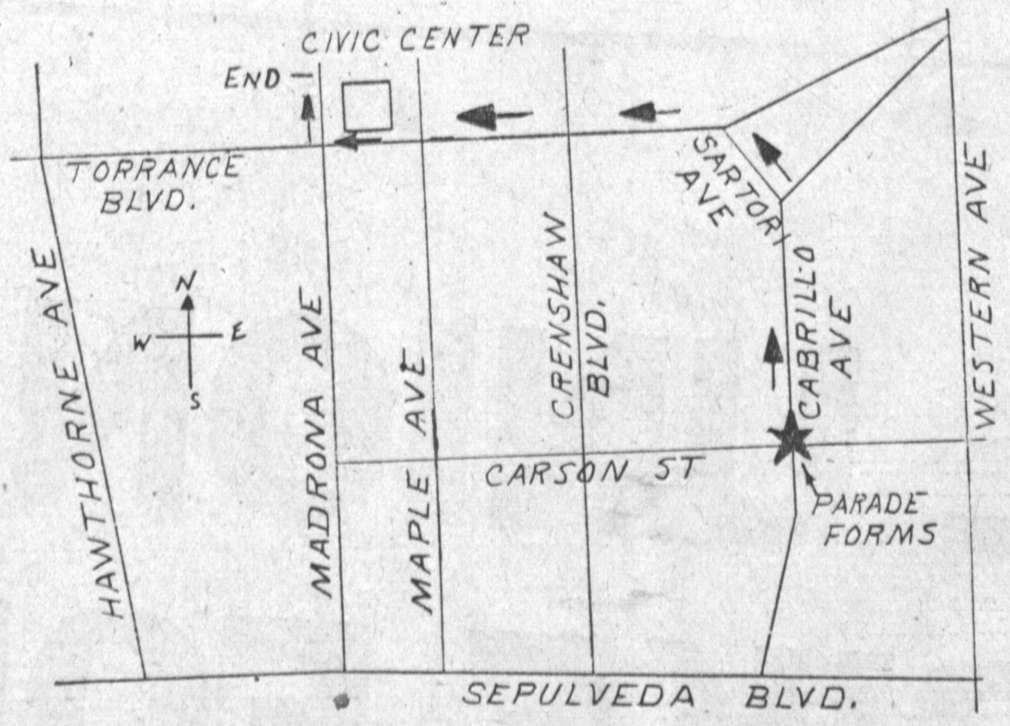 CIVIC CENTER
END
TORRANCE
BLVD.
SARTORI
AVE
N
W
E
S
HAWTHORNE AVE
MADRONA AVE
MAPLE AVE
CRENSHAW
BLVD.
CABRILLO
AVE
WESTERN AVE
CARSON ST
PARADE
FORMS
SEPULVEDA BLVD.